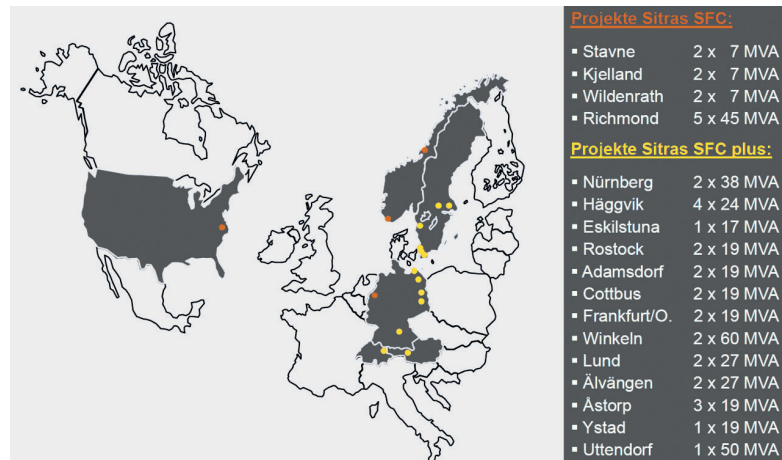 Projekte Sitras SFC:
▪ Stavne 2 x 7 MVA
▪ Kjelland 2 x 7 MVA
▪ Wildenrath 2 x 7 MVA
▪ Richmond 5 x 45 MVA
Projekte Sitras SFC plus:
▪ Nürnberg 2 x 38 MVA
▪ Häggvik 4 x 24 MVA
▪ Eskilstuna 1 x 17 MVA
▪ Rostock 2 x 19 MVA
▪ Adamsdorf 2 x 19 MVA
▪ Cottbus 2 x 19 MVA
▪ Frankfurt/O. 2 x 19 MVA
▪ Winkeln 2 x 60 MVA
▪ Lund 2 x 27 MVA
▪ Älvängen 2 x 27 MVA
▪ Åstorp 3 x 19 MVA
▪ Ystad 1 x 19 MVA
▪ Uttendorf 1 x 50 MVA